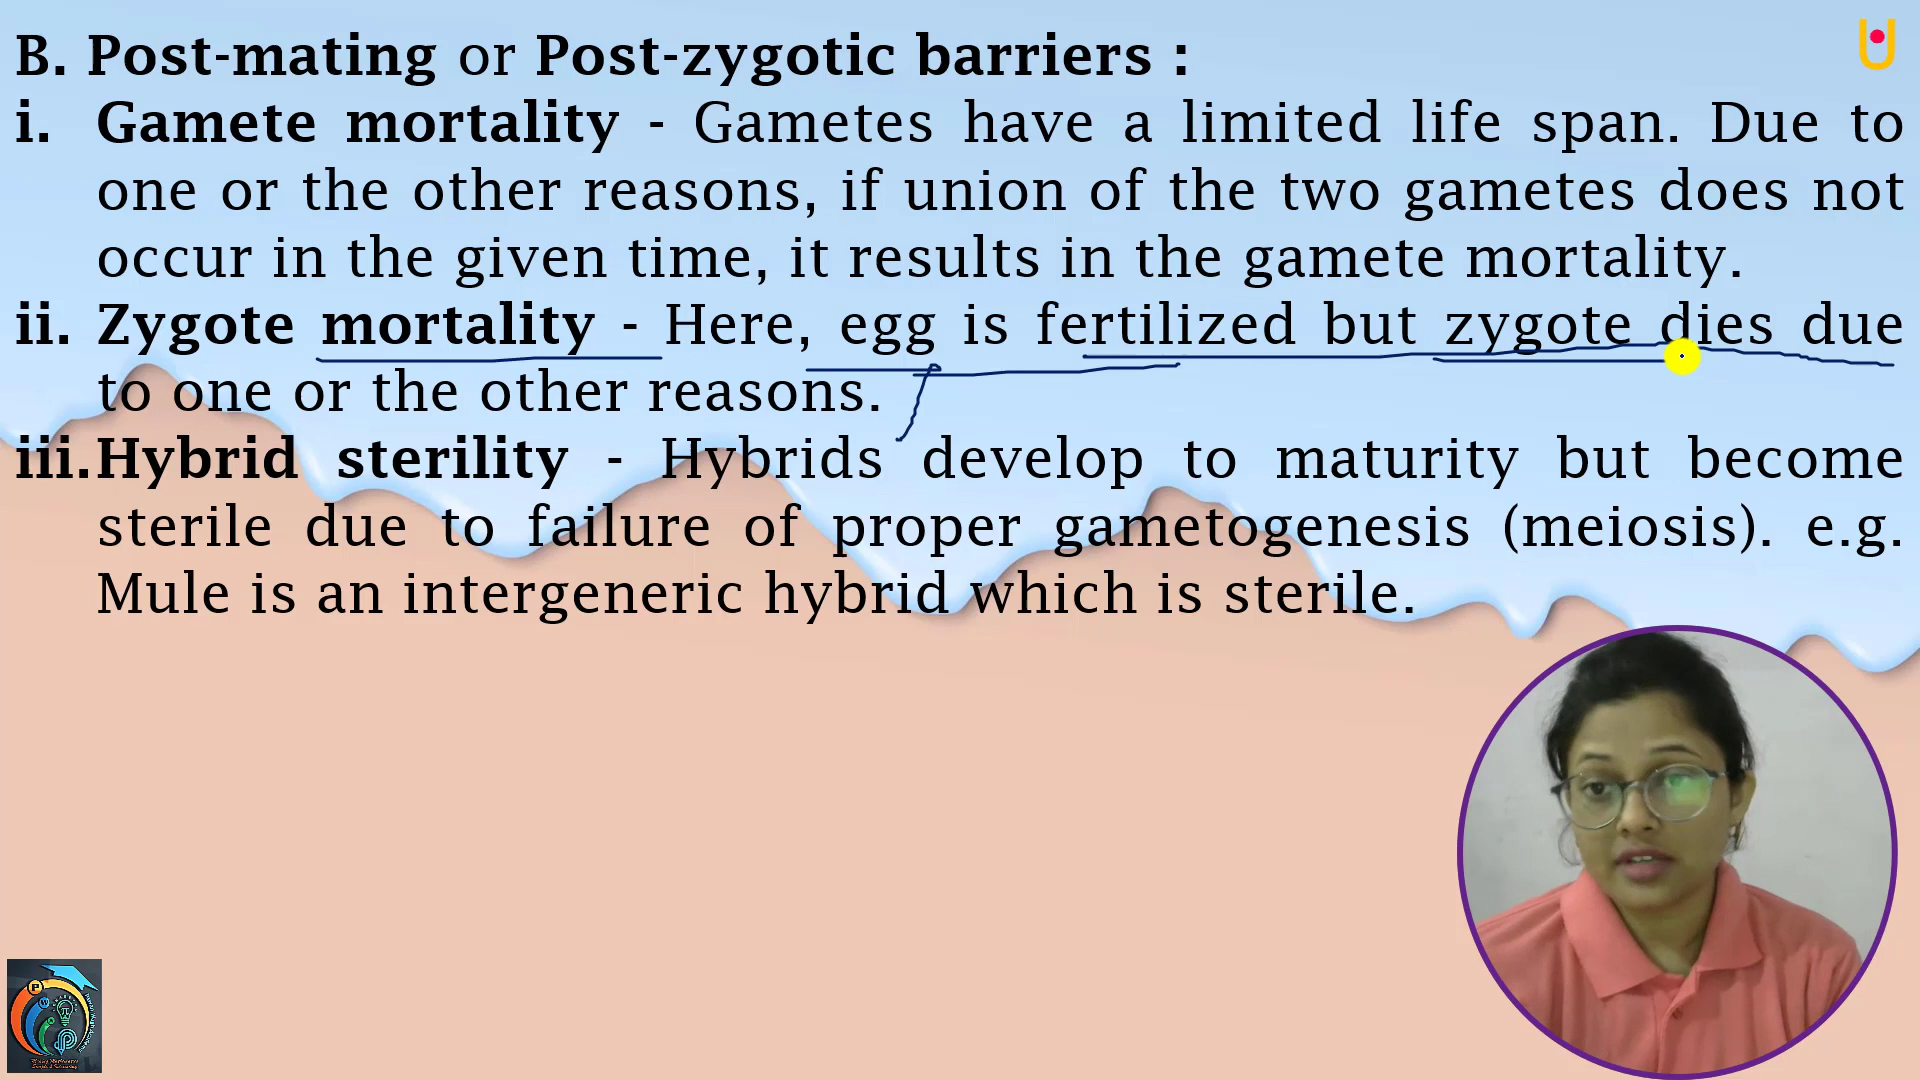 B. Post-mating or Post-zygotic barriers :
i. Gamete mortality - Gametes have a limited life span. Due to
one or the other reasons, if union of the two gametes does not
occur in the given time, it results in the gamete mortality.
ii. Zygote mortality - Here, egg is fertilized but zygote dies due
to one or the other reasons.
iii. Hybrid sterility - Hybrids develop to maturity but become
sterile due to failure of proper gametogenesis (meiosis). e.g.
Mule is an intergeneric hybrid which is sterile.